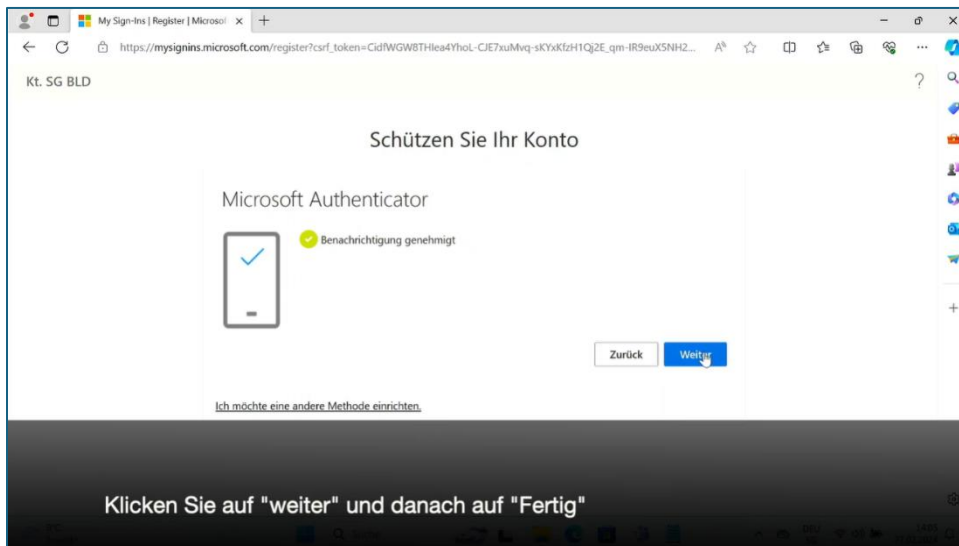 My Sign-Ins | Register | Microsof
https://mysignins.microsoft.com/register?csrf_token=CidfWGW8THIea4YhoL-CJE7xuMvq-sKYxKfzH1Qj2E_qm-IR9euX5NH2...
Kt. SG BLD
Schützen Sie Ihr Konto
Microsoft Authenticator
Benachrichtigung genehmigt
Zurück Weiter
Ich möchte eine andere Methode einrichten.
Klicken Sie auf "weiter" und danach auf "Fertig"